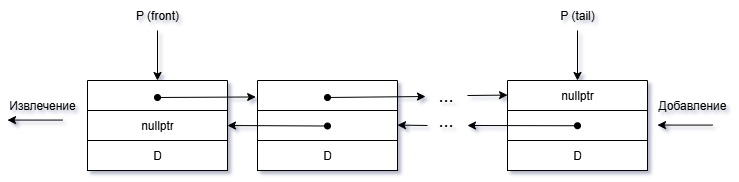 P (front)
P (tail)
Извлечение
nullptr
D
D
...
...
nullptr
D
Добавление